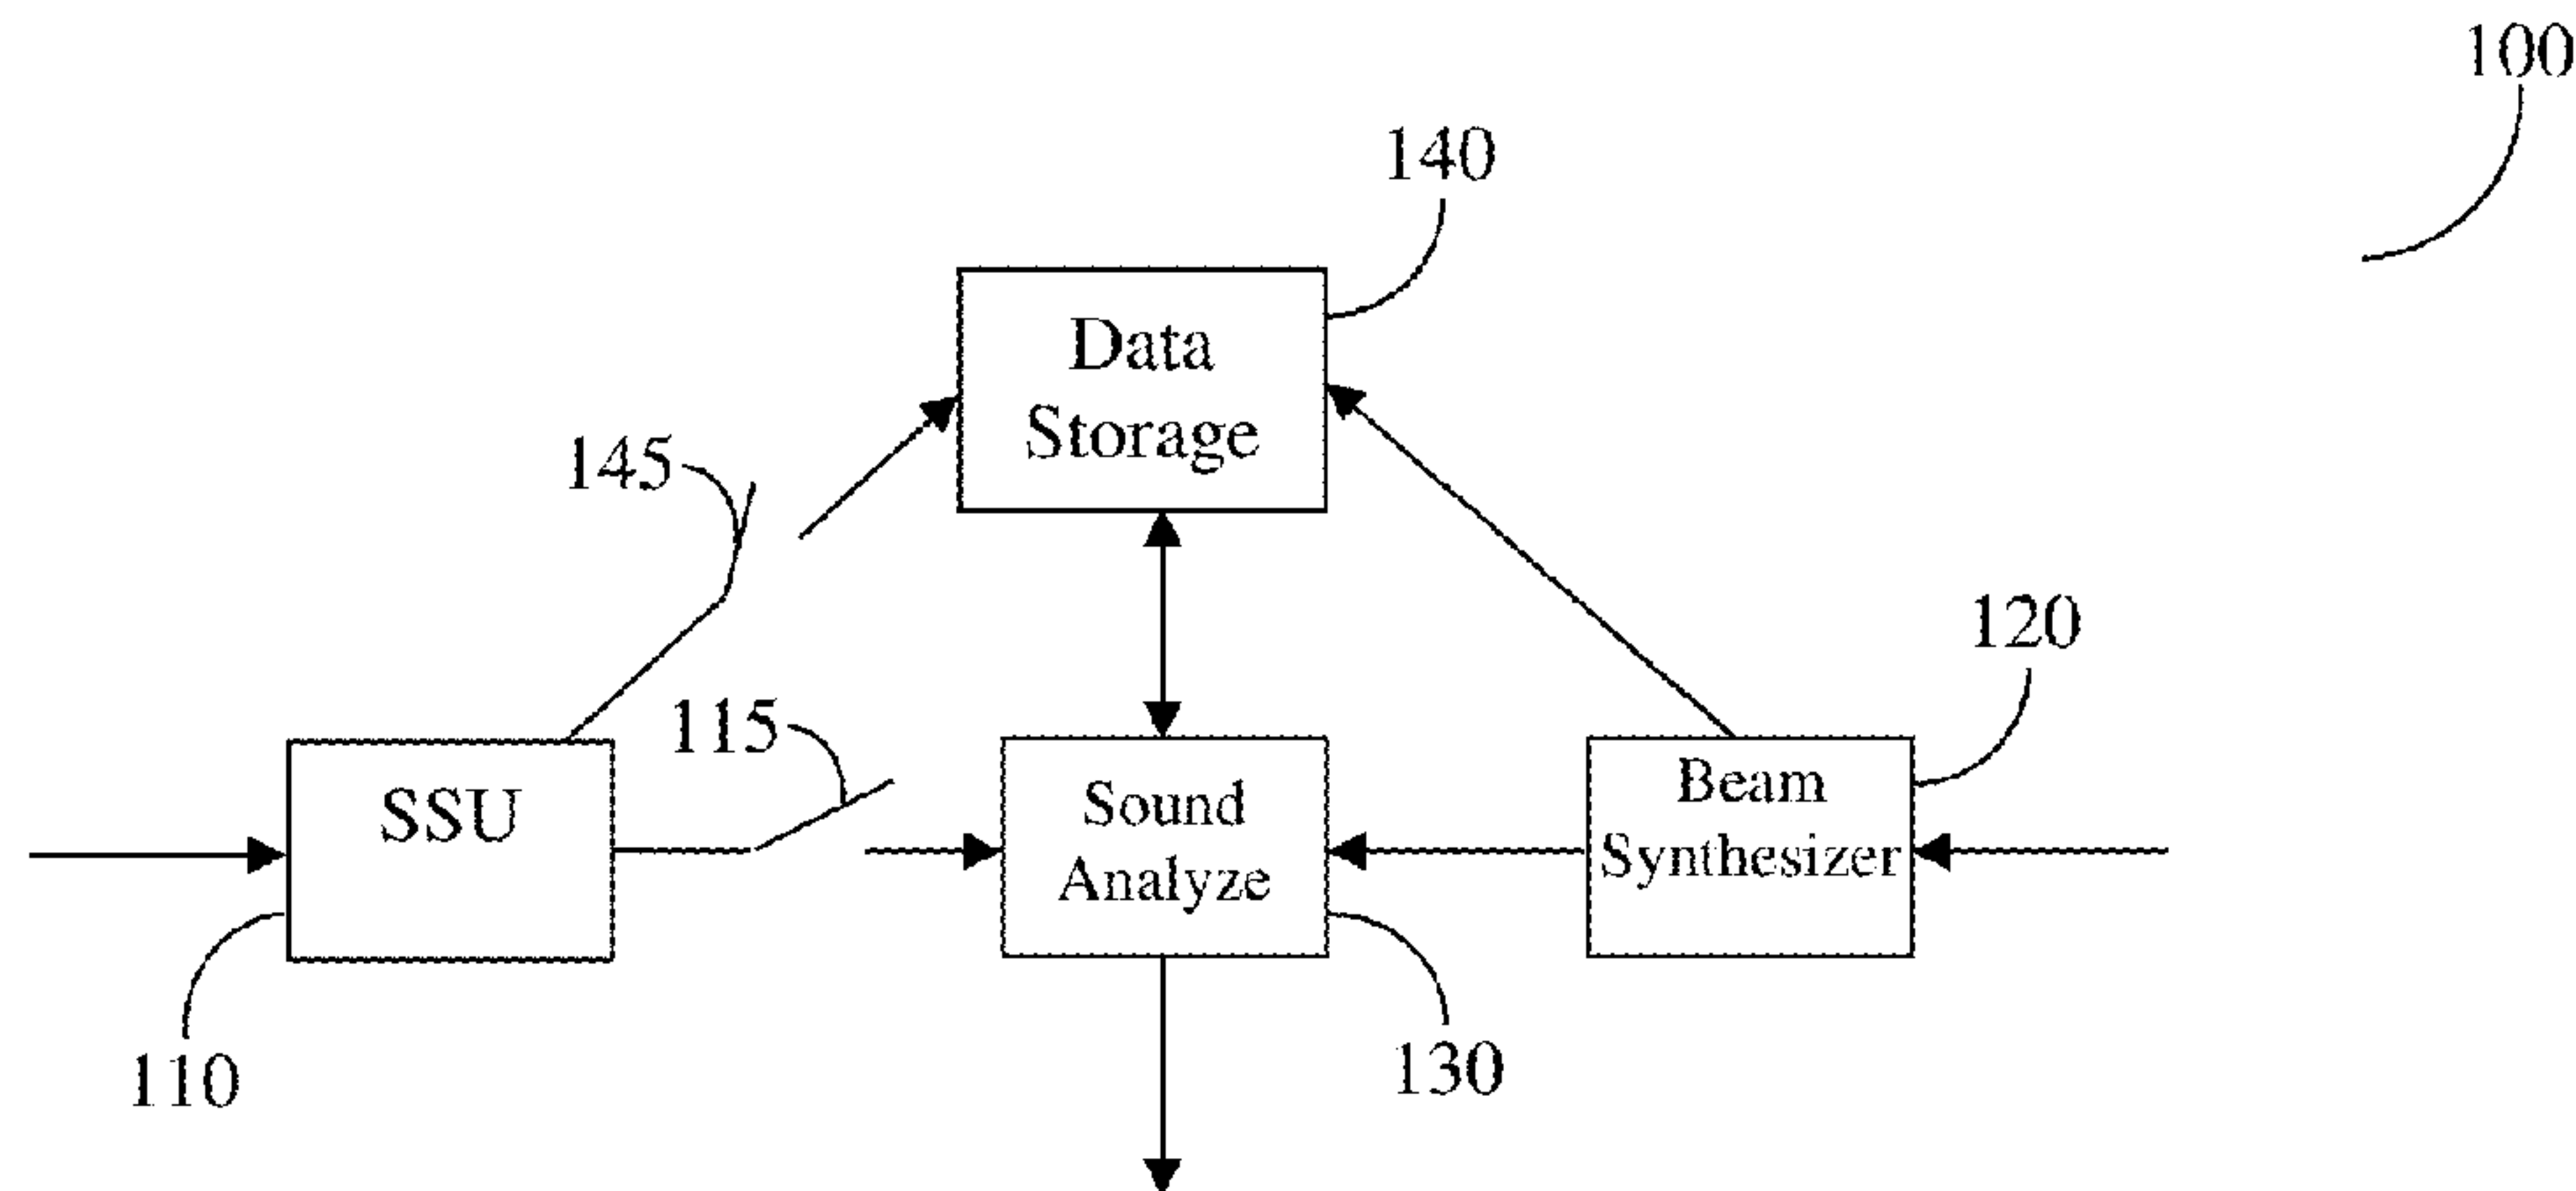 100
140
Data
Storage
145
120
115
SSU
Sound
Analyze
Beam
Synthesizer
110
130